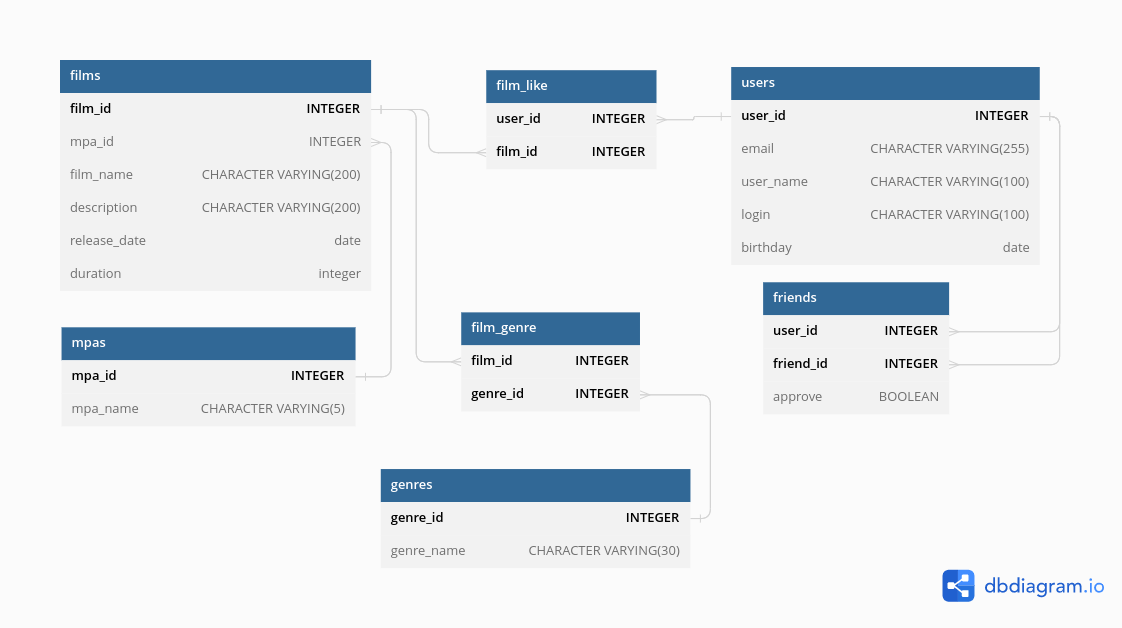 films
film_id INTEGER
mpa_id INTEGER
film_name CHARACTER VARYING(200)
description CHARACTER VARYING(200)
release_date date
duration integer
film_like
user_id INTEGER
film_id INTEGER
users
user_id INTEGER
email CHARACTER VARYING(255)
user_name CHARACTER VARYING(100)
login CHARACTER VARYING(100)
birthday date
friends
user_id INTEGER
friend_id INTEGER
approve BOOLEAN
mpas
mpa_id INTEGER
mpa_name CHARACTER VARYING(5)
film_genre
film_id INTEGER
genre_id INTEGER
genres
genre_id INTEGER
genre_name CHARACTER VARYING(30)
dbdiagram.io